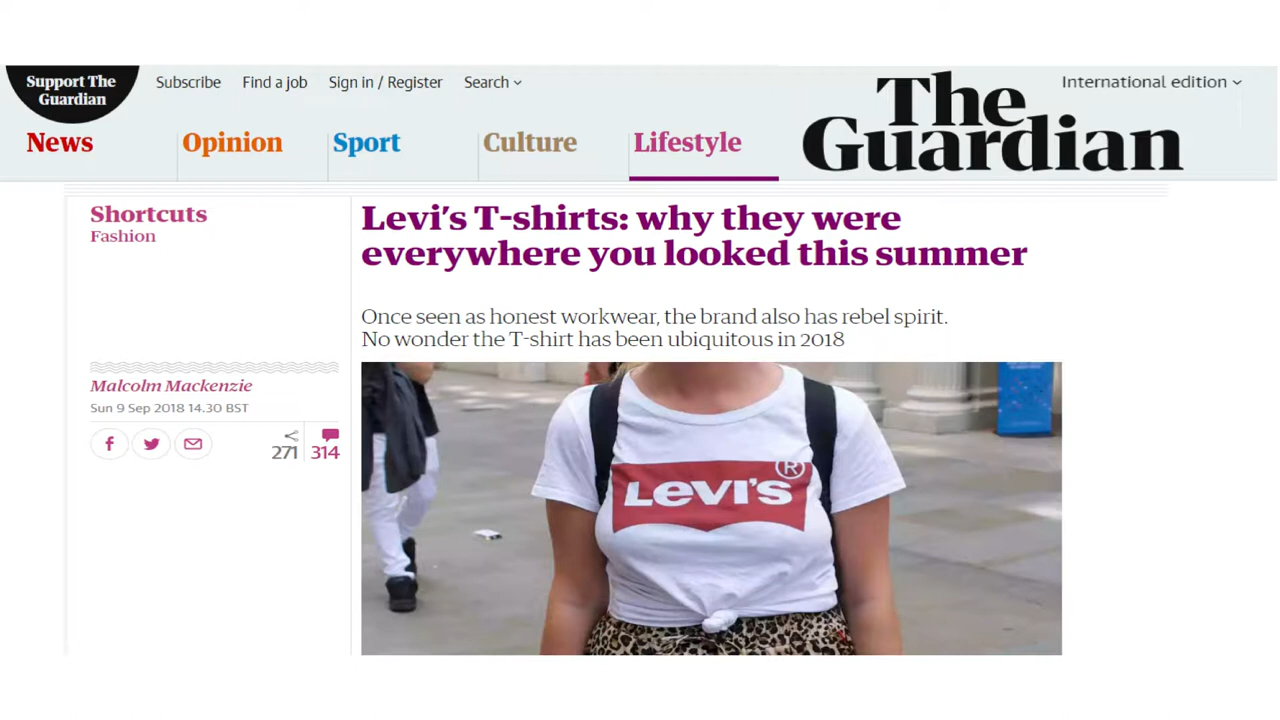 Support The
Guardian
Subscribe
Find a job
Sign in / Register
Search
International edition
The
Guardian
News
Opinion
Sport
Culture
Lifestyle
Shortcuts
Fashion
Levi's T-shirts: why they were
everywhere you looked this summer
Once seen as honest workwear, the brand also has rebel spirit.
No wonder the T-shirt has been ubiquitous in 2018
Malcolm Mackenzie
Sun 9 Sep 2018 14.30 BST
271
314
LEVI'S ®